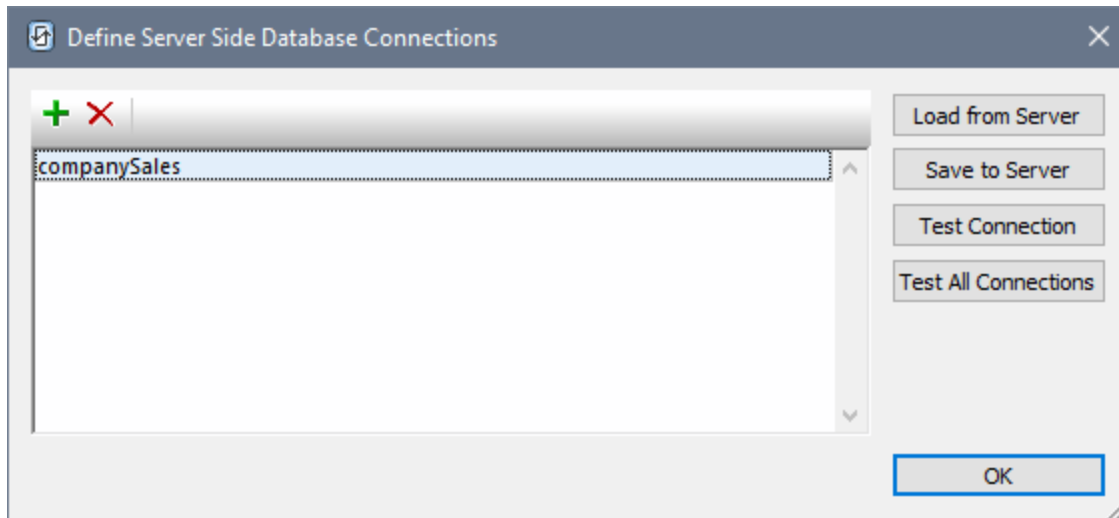 Define Server Side Database Connections
Load from Server
companySales
Save to Server
Test Connection
Test All Connections
OK